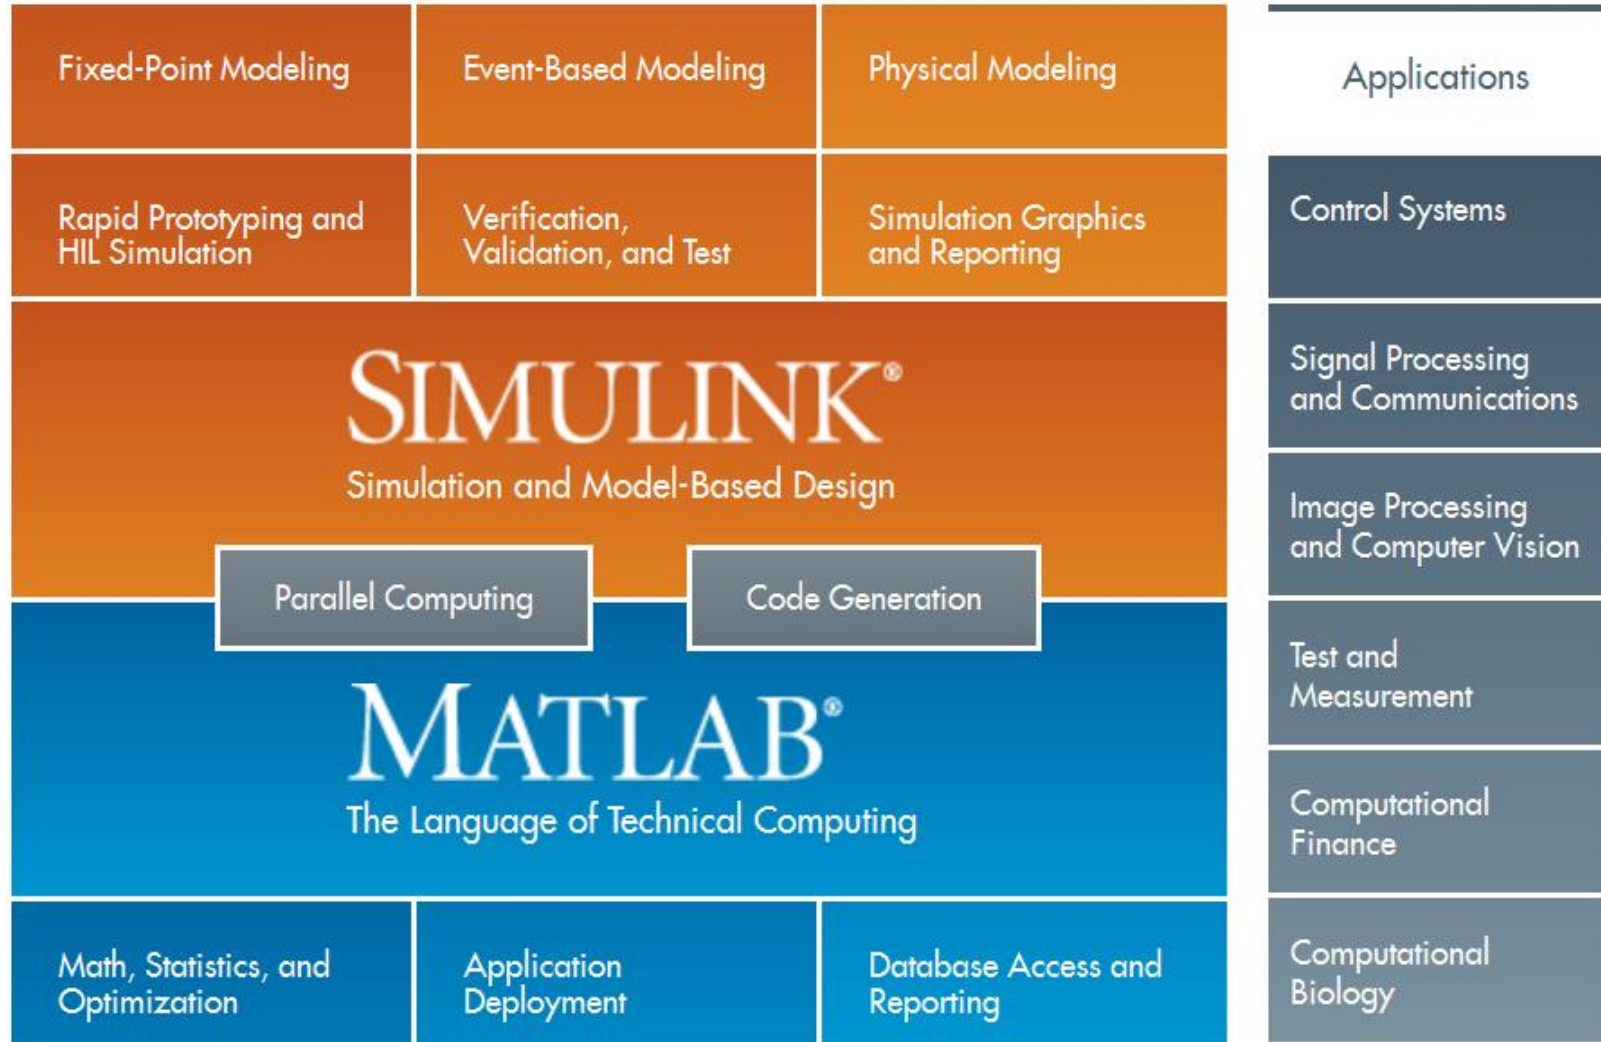 Fixed-Point Modeling
Event-Based Modeling
Physical Modeling
Rapid Prototyping and
HIL Simulation
Verification,
Validation, and Test
Simulation Graphics
and Reporting
SIMULINK®
Simulation and Model-Based Design
Parallel Computing
Code Generation
MATLAB®
The Language of Technical Computing
Math, Statistics, and
Optimization
Application
Deployment
Database Access and
Reporting
Applications
Control Systems
Signal Processing
and Communications
Image Processing
and Computer Vision
Test and
Measurement
Computational
Finance
Computational
Biology